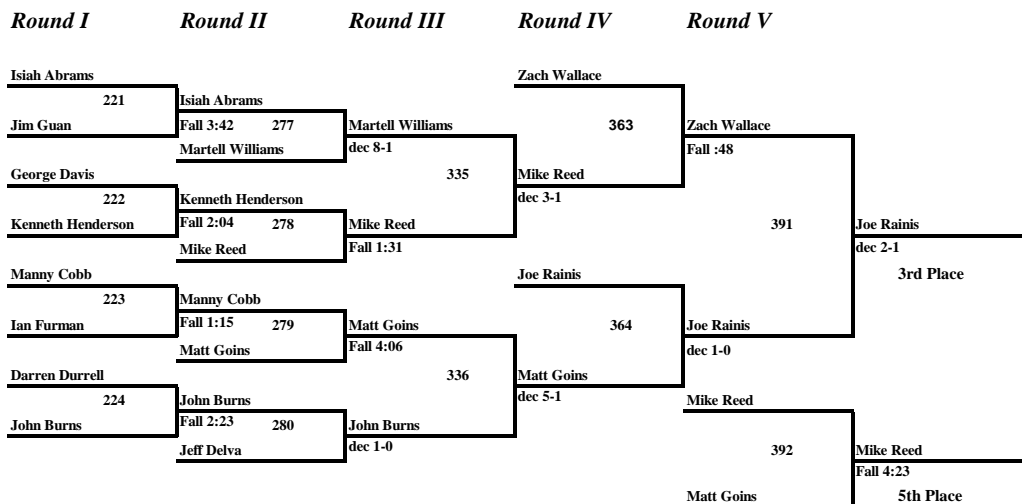 Round I Round II Round III Round IV Round V
Isiah Abrams Zach Wallace
221 Isiah Abrams
Jim Guan Fall 3:42 277 Martell Williams 363 Zach Wallace
Martell Williams dec 8-1 Fall :48
George Davis 335 Mike Reed
222 Kenneth Henderson dec 3-1
Kenneth Henderson Fall 2:04 278 Mike Reed 391 Joe Rainis
Mike Reed Fall 1:31 dec 2-1
Manny Cobb Joe Rainis 3rd Place
223 Manny Cobb
Ian Furman Fall 1:15 279 Matt Goins 364 Joe Rainis
Matt Goins Fall 4:06 dec 1-0
Darren Durrell 336 Matt Goins
224 John Burns dec 5-1 Mike Reed
John Burns Fall 2:23 280 John Burns
Jeff Delva dec 1-0 392 Mike Reed
Fall 4:23
Matt Goins 5th Place